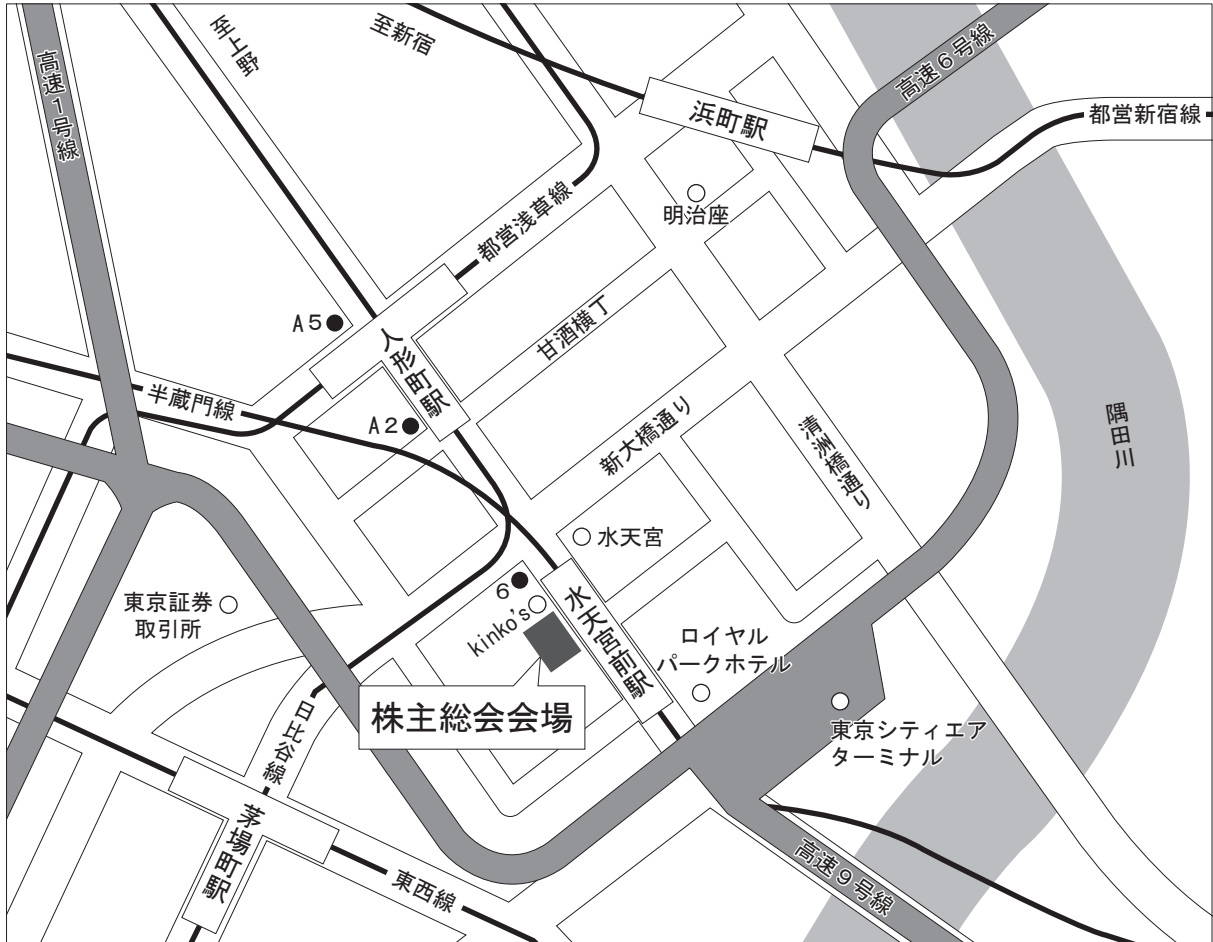 至上野
至新宿
高速6号線
高速1号線
浜町駅
都営新宿線
明治座
都営浅草線
A5
人形町駅
甘酒横丁
半蔵門線
A2
新大橋通り
清洲橋通り
隅田川
水天宮
6
kinko's
水天宮前駅
東京証券
取引所
ロイヤル
パークホテル
株主総会会場
日比谷線
東京シティエア
ターミナル
茅場町駅
東西線
高速9号線